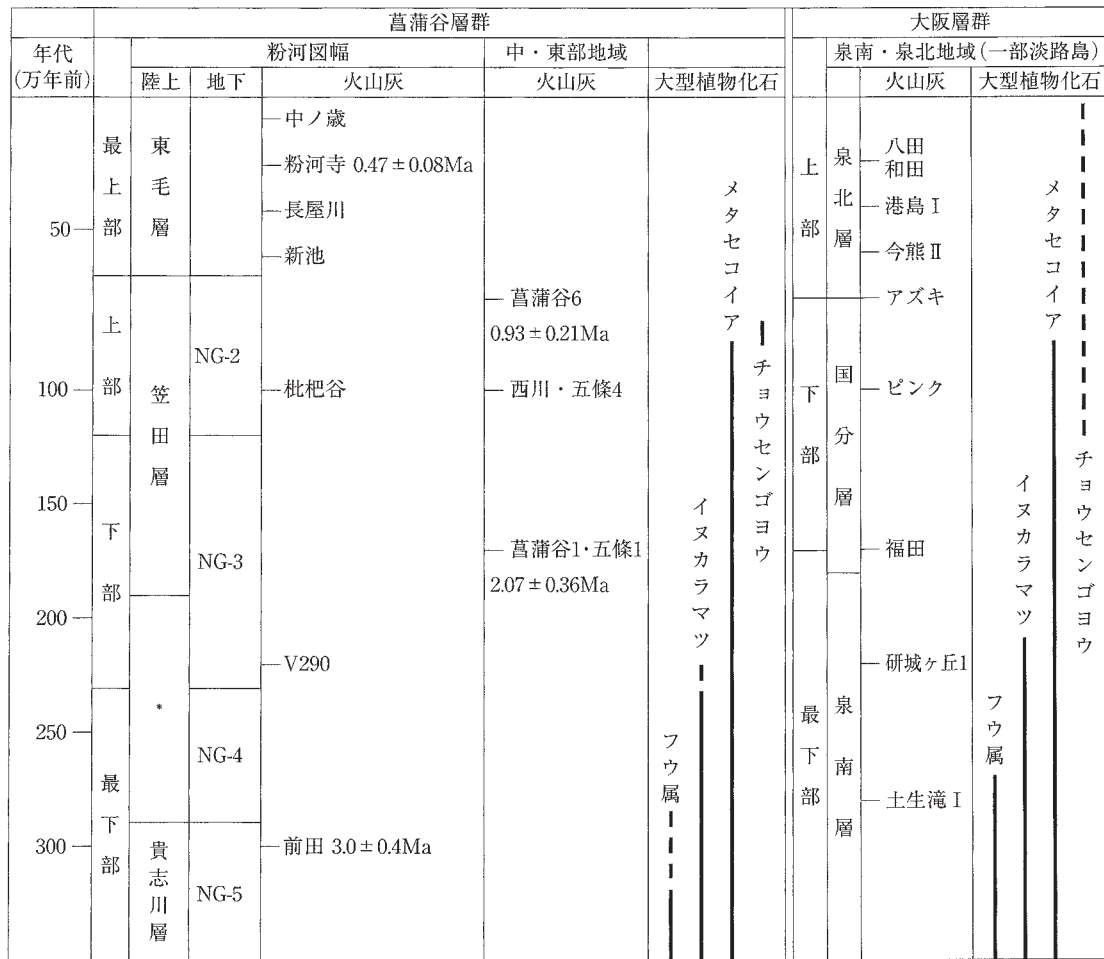 菖蒲谷層群
大阪層群
年代
(万年前)
粉河図幅
中・東部地域
泉南・泉北地域(一部淡路島)
陸上
地下
火山灰
火山灰
大型植物化石
火山灰
大型植物化石
50
100
150
200
250
300
最上部
上部
下部
最下部
東毛層
笠田層
*
貴志川層
NG-2
NG-3
NG-4
NG-5
中ノ歳
粉河寺 0.47±0.08Ma
長屋川
新池
枇杷谷
V290
前田 3.0±0.4Ma
菖蒲谷6
0.93±0.21Ma
西川・五條4
菖蒲谷1・五條1
2.07±0.36Ma
フウ属
イヌカラマツ
メタセコイア
チョウセンゴヨウ
上部
下部
最下部
泉北層
国分層
泉南層
八田
和田
港島Ⅰ
今熊Ⅱ
アズキ
ピンク
福田
研城ヶ丘1
土生滝Ⅰ
フウ属
イヌカラマツ
メタセコイア
チョウセンゴヨウ